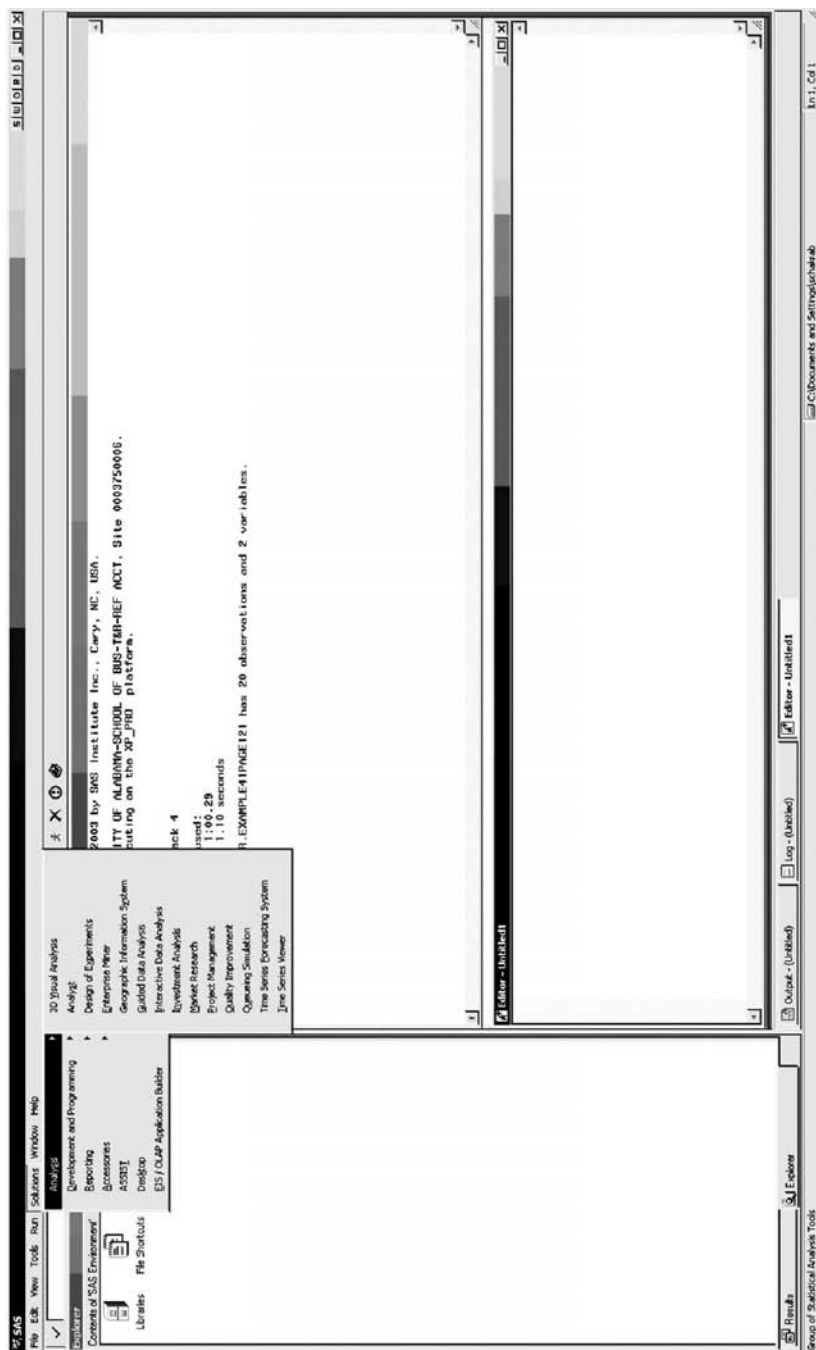 SAS
File Edit View Tools Run Solutions Window Help
Explorer
Contents of 'SAS Environment'
Libraries
File Shortcuts
Analysis
Development and Programming
Reporting
Accessories
ASSIST
Desktop
EIS / OLAP Application Builder
3D Visual Analysis
Analyst
Design of Experiments
Enterprise Miner
Geographic Information System
Guided Data Analysis
Interactive Data Analysis
Investment Analysis
Market Research
Project Management
Quality Improvement
Queueing Simulation
Time Series Forecasting System
Time Series Viewer
2003 by SAS Institute Inc., Cary, NC, USA.
ITY OF ALABAMA-SCHOOL OF BUS-T&R-REF ACCT, Site 0003750006.
cuting on the XP_PRO platform.
ack 4
used:
1:00.29
1.10 seconds
R.EXAMPLE41PAGE121 has 20 observations and 2 variables.
Editor - Untitled1
Results
Explorer
Output - (Untitled)
Log - (Untitled)
Editor - Untitled1
Group of Statistical Analysis Tools
C:\Documents and Settings\schakrab
Ln 1, Col 1